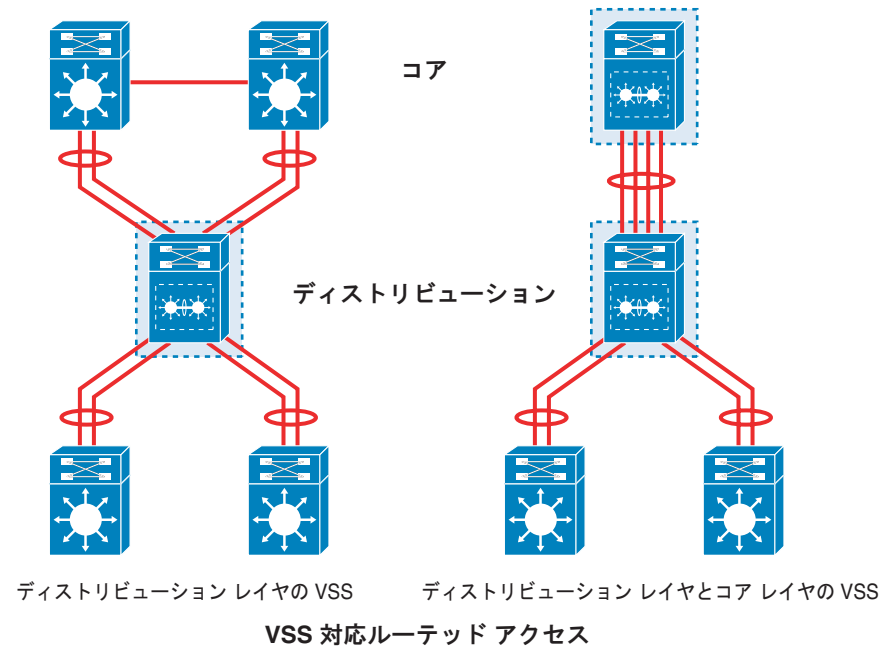 コア
ディストリビューション
ディストリビューション レイヤの VSS
ディストリビューション レイヤとコア レイヤの VSS
VSS 対応ルーテッド アクセス